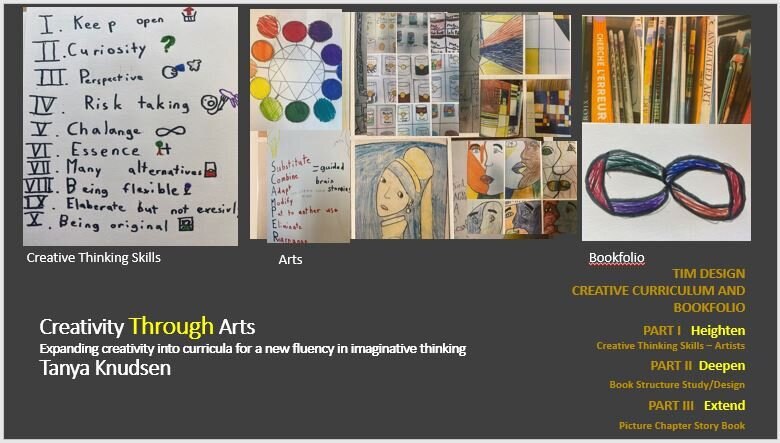 I. Keep open
II. Curiosity
III. Perspective
IV. Risk taking
V. Chalange
VI. Essence
VII. Many alternatives
VIII. Being flexible
IX. Elaberate but not
X. Being original
Creative Thinking Skills
Substitute
Combine
Adapt
Modify
Put to another use
Eliminate
=guided
brain
Arts
CHERCHE L'ERREUR
ANNOTATED ART
Bookfolio
TIM DESIGN
CREATIVE CURRICULUM AND
BOOKFOLIO
PART I Heighten
Creative Thinking Skills – Artists
PART II Deepen
Book Structure Study/Design
PART III Extend
Picture Chapter Story Book
Creativity Through Arts
Expanding creativity into curricula for a new fluency in imaginative thinking
Tanya Knudsen